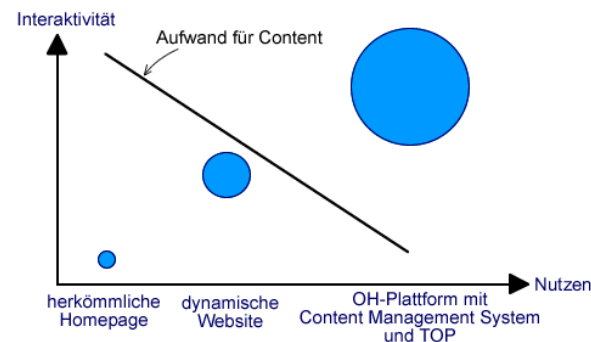 Interaktivität
Aufwand für Content
Nutzen
herkömmliche
Homepage
dynamische
Website
OH-Plattform mit
Content Management System
und TOP